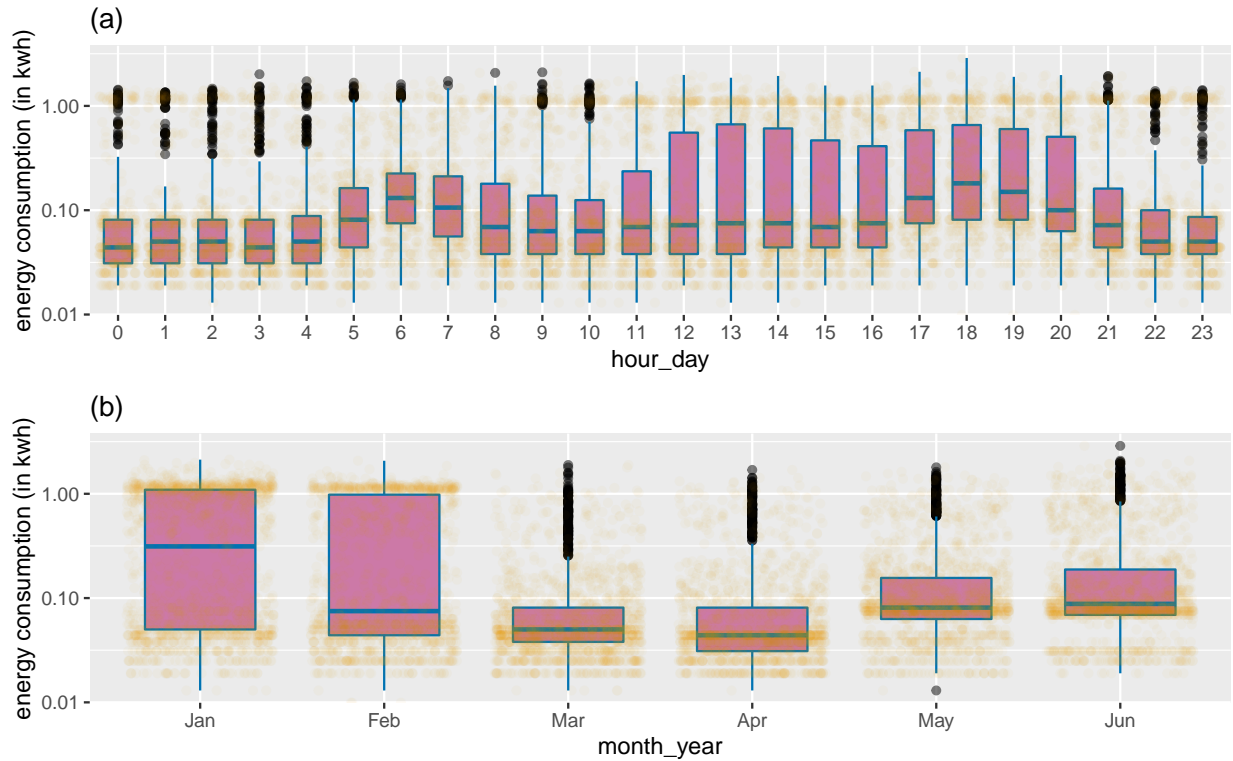 (a)
energy consumption (in kwh)
1.00
0.10
0.01
0 1 2 3 4 5 6 7 8 9 10 11 12 13 14 15 16 17 18 19 20 21 22 23
hour_day
(b)
energy consumption (in kwh)
1.00
0.10
0.01
Jan Feb Mar Apr May Jun
month_year